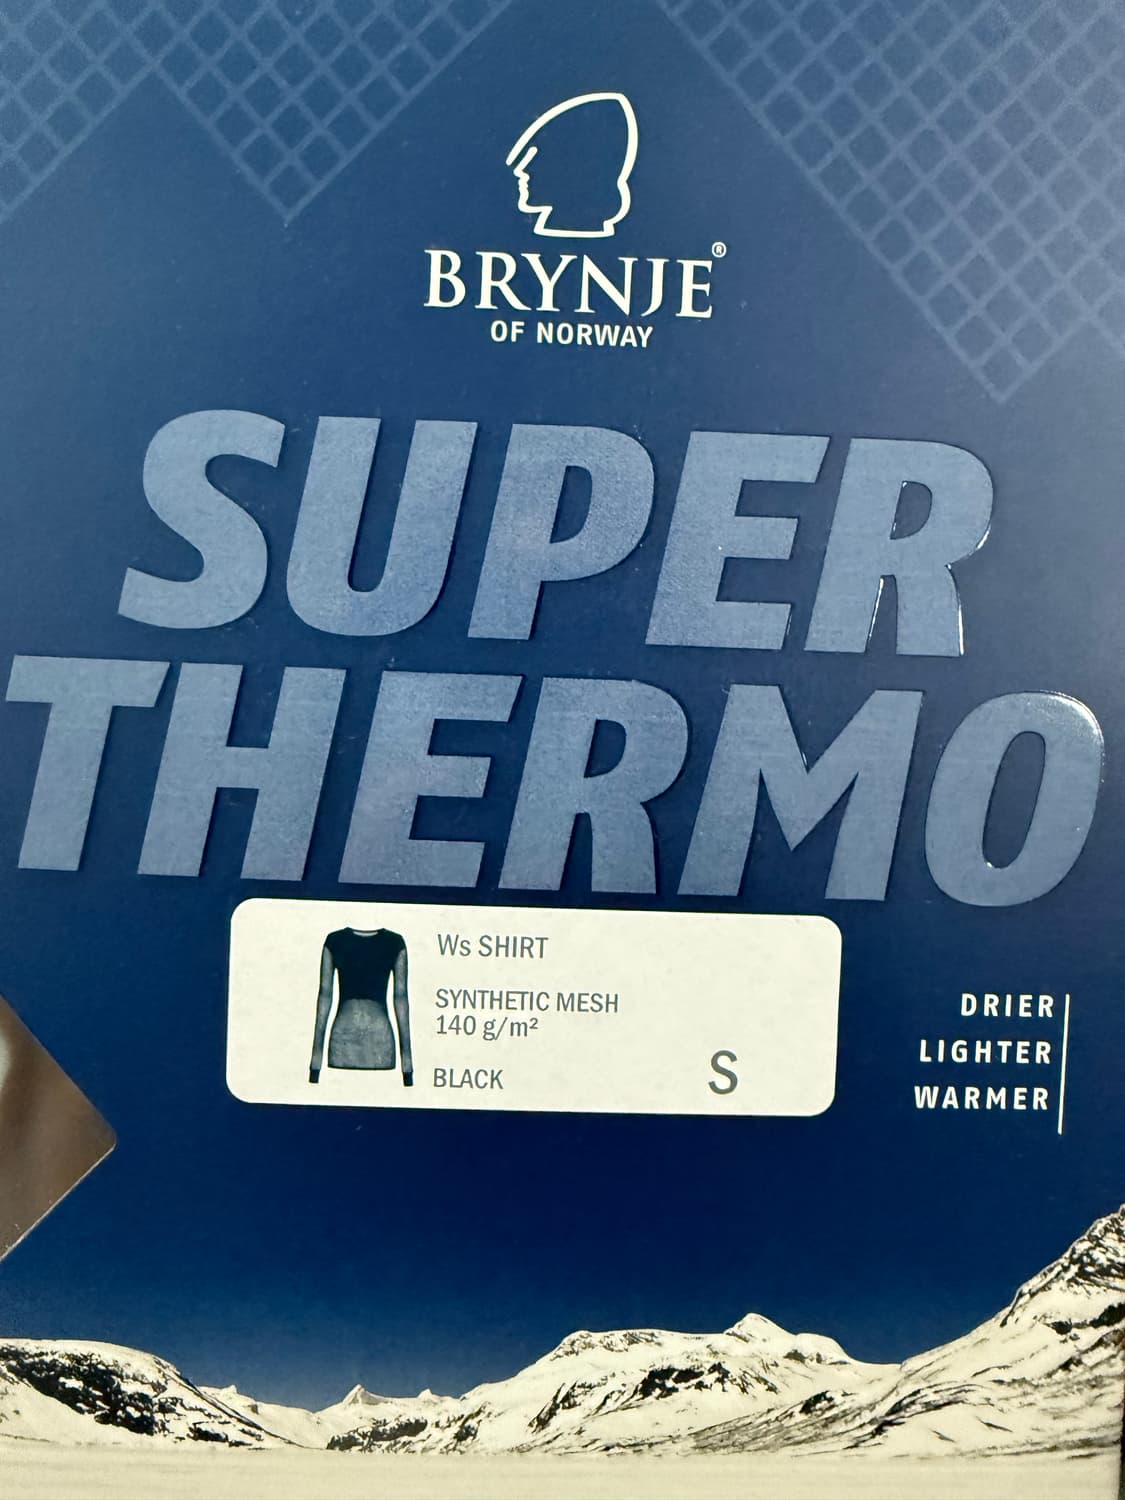 BRYNJE®
OF NORWAY
SUPER
THERMO
Ws SHIRT
SYNTHETIC MESH
140 g/m²
BLACK
S
DRIER
LIGHTER
WARMER